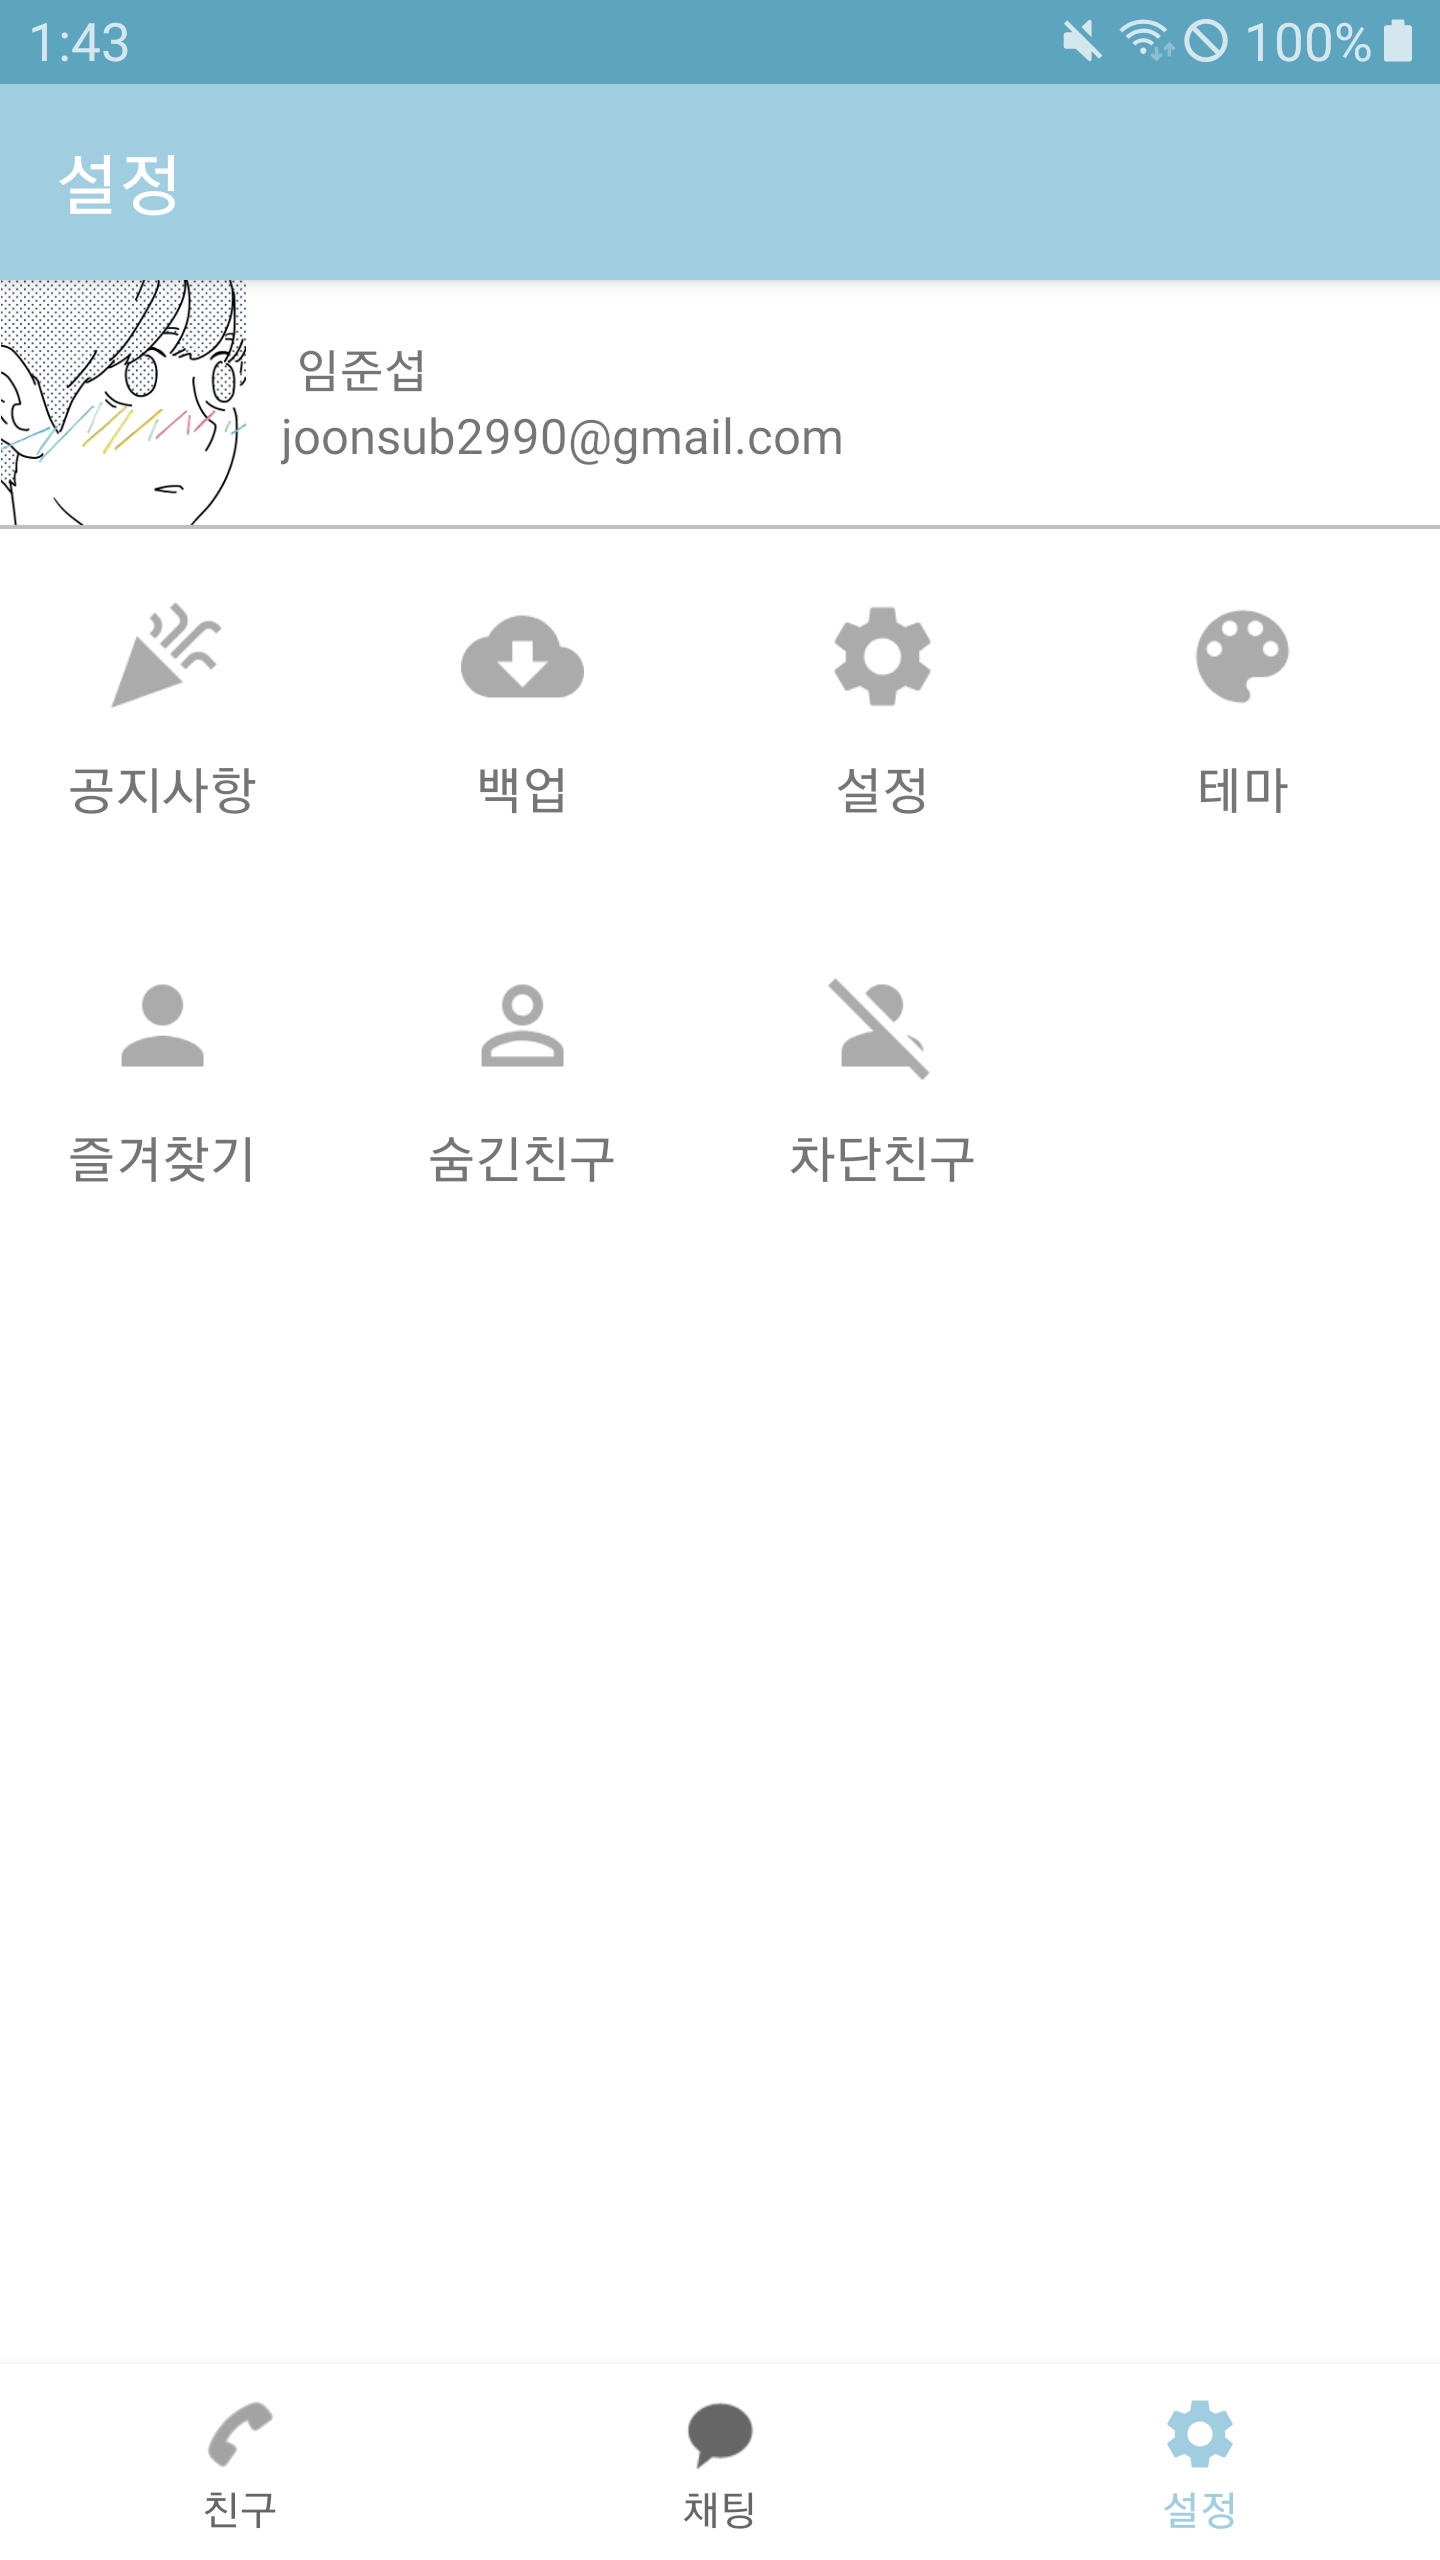 1:43 100%
설정
임준섭
joonsub2990@gmail.com
공지사항 백업 설정 테마
즐겨찾기 숨긴친구 차단친구
친구 채팅 설정